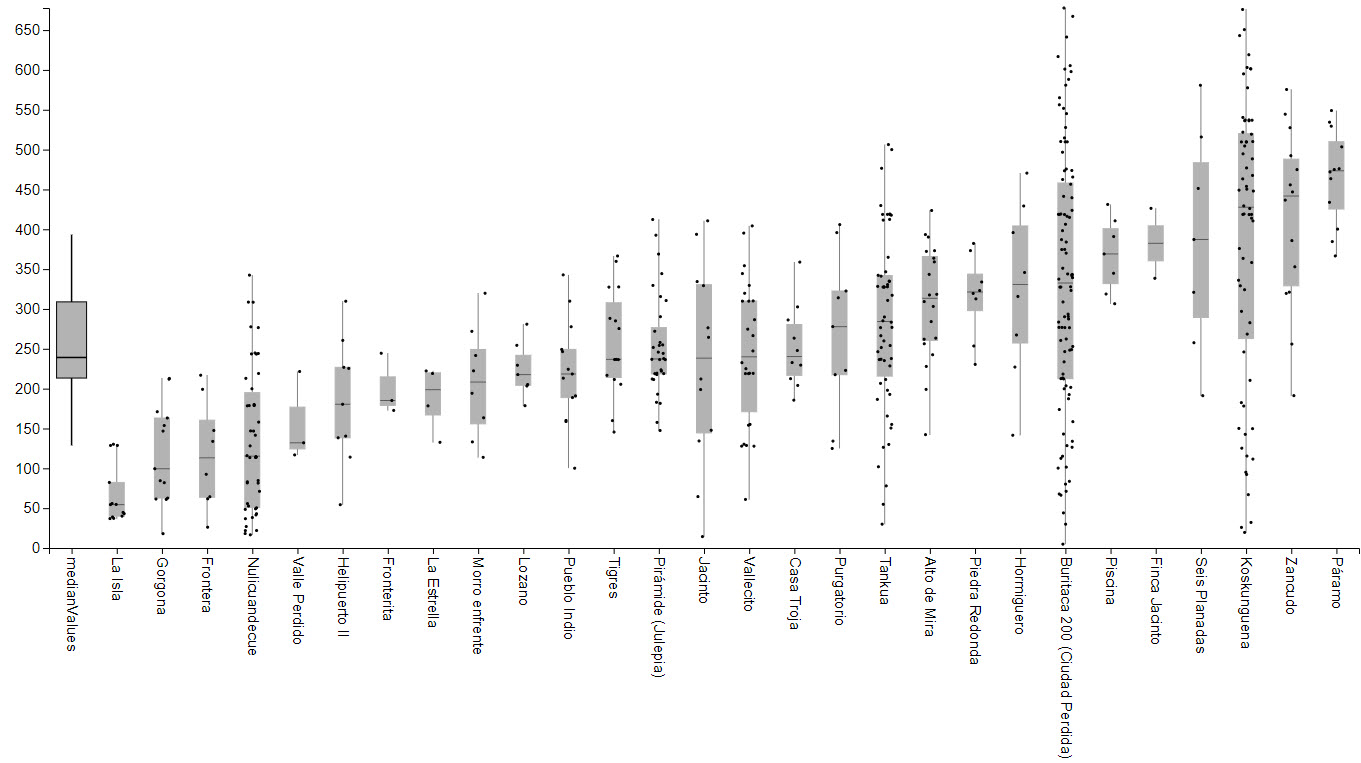 650
600
550
500
450
400
350
300
250
200
150
100
50
0
medianValues
La Isla
Gorgona
Frontera
Nulicuandecue
Valle Perdido
Helipuerto II
Fronterita
La Estrella
Morro enfrente
Lozano
Pueblo Indio
Tigres
Pirámide (Julepia)
Jacinto
Vallecito
Casa Troja
Purgatorio
Tankua
Alto de Mira
Piedra Redonda
Hormiguero
Buritaca 200 (Ciudad Perdida)
Piscina
Finca Jacinto
Seis Planadas
Koskunguena
Zancudo
Páramo